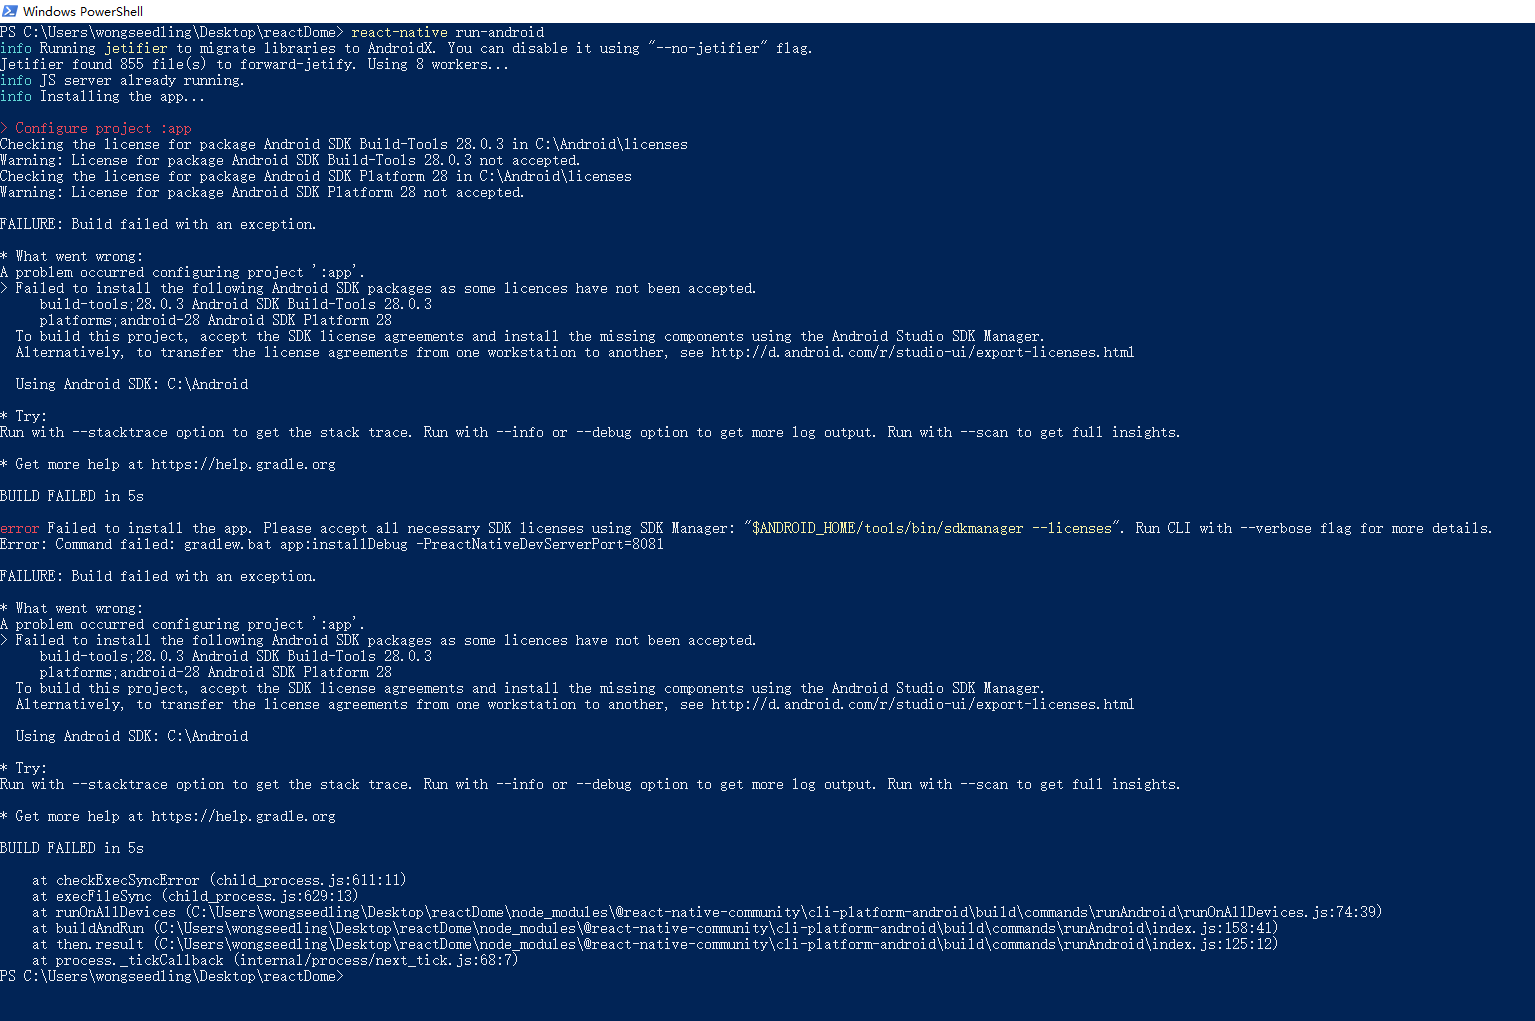 Windows PowerShell
PS C:\Users\wongseedling\Desktop\reactDome> react-native run-android
info Running jetifier to migrate libraries to AndroidX. You can disable it using "--no-jetifier" flag.
Jetifier found 855 file(s) to forward-jetify. Using 8 workers...
info JS server already running.
info Installing the app...
> Configure project :app
Checking the license for package Android SDK Build-Tools 28.0.3 in C:\Android\licenses
Warning: License for package Android SDK Build-Tools 28.0.3 not accepted.
Checking the license for package Android SDK Platform 28 in C:\Android\licenses
Warning: License for package Android SDK Platform 28 not accepted.
FAILURE: Build failed with an exception.
* What went wrong:
A problem occurred configuring project ':app'.
> Failed to install the following Android SDK packages as some licences have not been accepted.
build-tools;28.0.3 Android SDK Build-Tools 28.0.3
platforms;android-28 Android SDK Platform 28
To build this project, accept the SDK license agreements and install the missing components using the Android Studio SDK Manager.
Alternatively, to transfer the license agreements from one workstation to another, see http://d.android.com/r/studio-ui/export-licenses.html
Using Android SDK: C:\Android
* Try:
Run with --stacktrace option to get the stack trace. Run with --info or --debug option to get more log output. Run with --scan to get full insights.
* Get more help at https://help.gradle.org
BUILD FAILED in 5s
error Failed to install the app. Please accept all necessary SDK licenses using SDK Manager: "$ANDROID_HOME/tools/bin/sdkmanager --licenses". Run CLI with --verbose flag for more details.
Error: Command failed: gradlew.bat app:installDebug -PreactNativeDevServerPort=8081
FAILURE: Build failed with an exception.
* What went wrong:
A problem occurred configuring project ':app'.
> Failed to install the following Android SDK packages as some licences have not been accepted.
build-tools;28.0.3 Android SDK Build-Tools 28.0.3
platforms;android-28 Android SDK Platform 28
To build this project, accept the SDK license agreements and install the missing components using the Android Studio SDK Manager.
Alternatively, to transfer the license agreements from one workstation to another, see http://d.android.com/r/studio-ui/export-licenses.html
Using Android SDK: C:\Android
* Try:
Run with --stacktrace option to get the stack trace. Run with --info or --debug option to get more log output. Run with --scan to get full insights.
* Get more help at https://help.gradle.org
BUILD FAILED in 5s
at checkExecSyncError (child_process.js:611:11)
at execFileSync (child_process.js:629:13)
at runOnAllDevices (C:\Users\wongseedling\Desktop\reactDome\node_modules\@react-native-community\cli-platform-android\build\commands\runAndroid\runOnAllDevices.js:74:39)
at buildAndRun (C:\Users\wongseedling\Desktop\reactDome\node_modules\@react-native-community\cli-platform-android\build\commands\runAndroid\index.js:158:41)
at then.result (C:\Users\wongseedling\Desktop\reactDome\node_modules\@react-native-community\cli-platform-android\build\commands\runAndroid\index.js:125:12)
at process._tickCallback (internal/process/next_tick.js:68:7)
PS C:\Users\wongseedling\Desktop\reactDome>